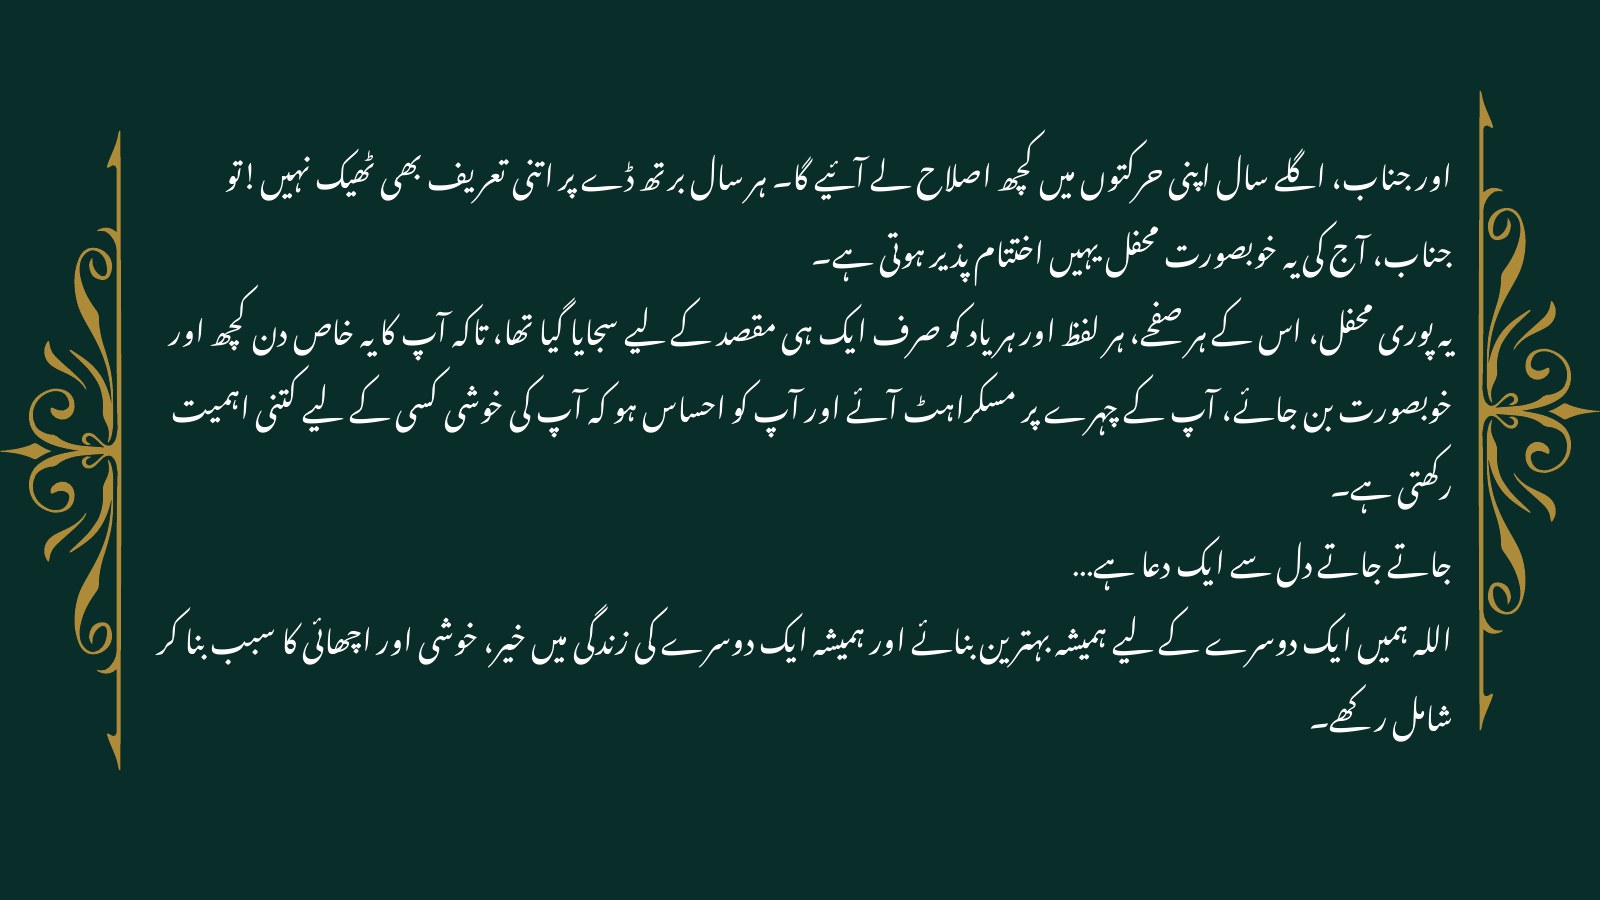 اور جناب، اگلے سال اپنی حرکتوں میں کچھ اصلاح لے آئیے گا۔ ہر سال برتھ ڈے پر اتنی تعریف بھی ٹھیک نہیں! تو
جناب، آج کی یہ خوبصورت محفل یہیں اختتام پذیر ہوتی ہے۔
یہ پوری محفل، اس کے ہر صفحے، ہر لفظ اور ہر یاد کو صرف ایک ہی مقصد کے لیے سجایا گیا تھا، تاکہ آپ کا یہ خاص دن کچھ اور
خوبصورت بن جائے، آپ کے چہرے پر مسکراہٹ آئے اور آپ کو احساس ہو کہ آپ کی خوشی کسی کے لیے کتنی اہمیت
رکھتی ہے۔
جاتے جاتے دل سے ایک دعا ہے...
اللہ ہمیں ایک دوسرے کے لیے ہمیشہ بہترین بنائے اور ہمیشہ ایک دوسرے کی زندگی میں خیر، خوشی اور اچھائی کا سبب بنا کر
شامل رکھے۔